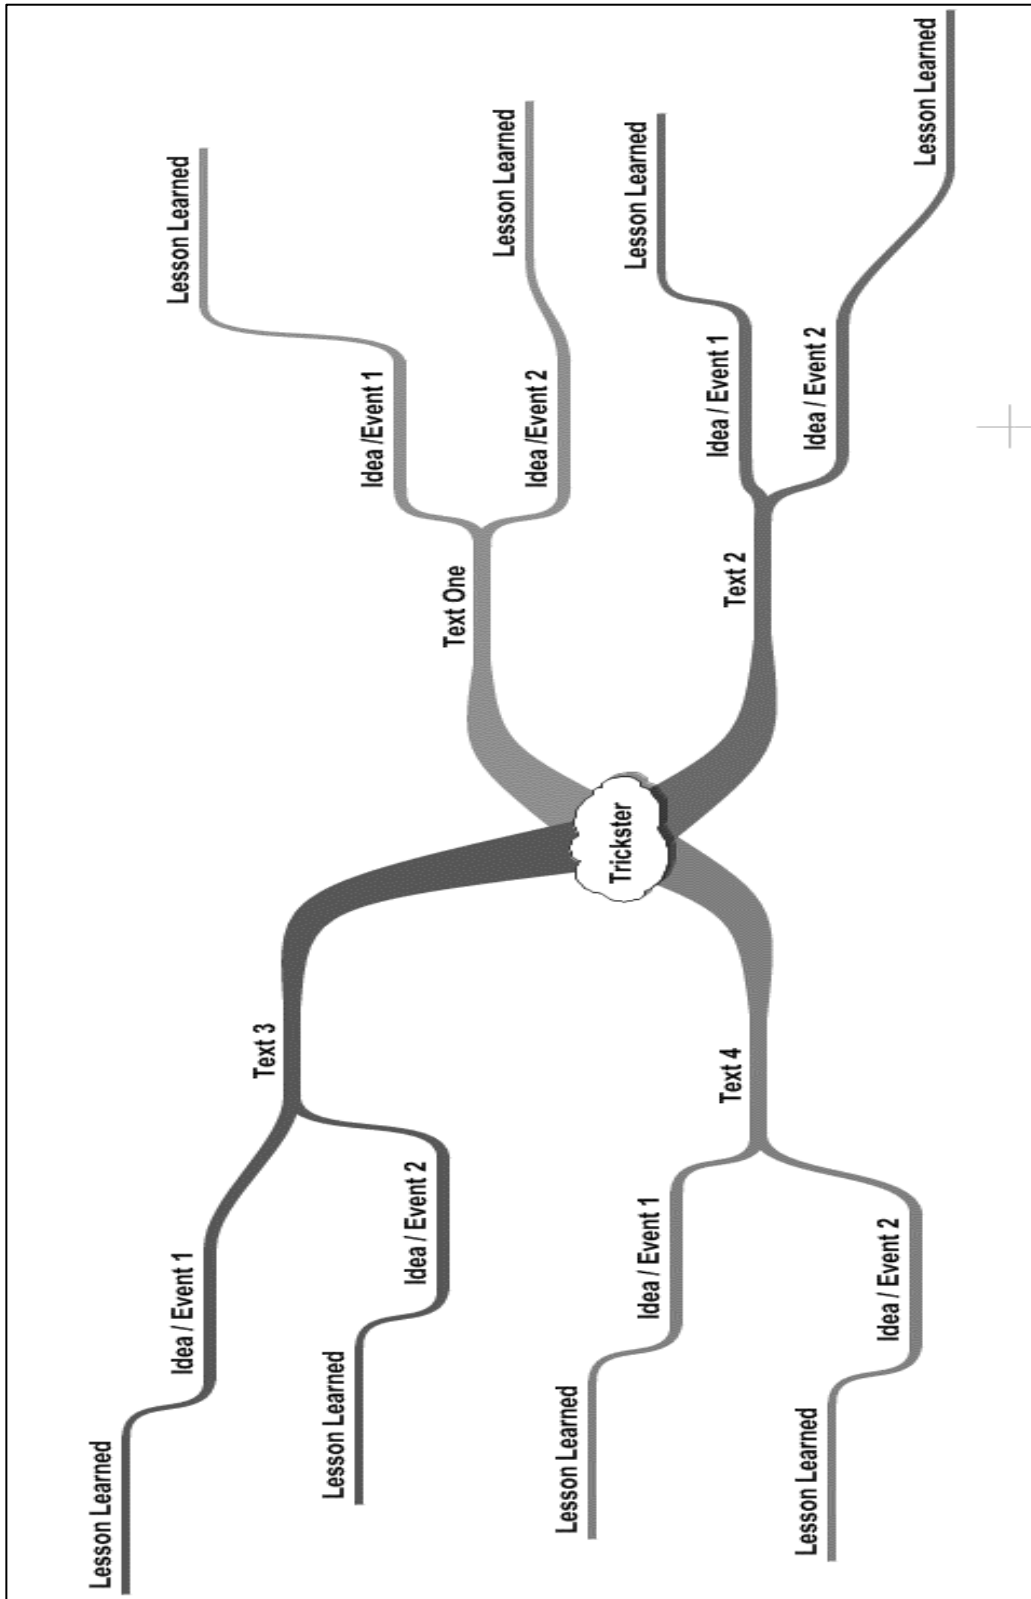 Trickster
Text One
Idea /Event 1
Lesson Learned
Idea /Event 2
Lesson Learned
Text 2
Idea / Event 1
Lesson Learned
Idea / Event 2
Lesson Learned
Text 3
Idea / Event 1
Lesson Learned
Idea / Event 2
Lesson Learned
Text 4
Idea / Event 1
Lesson Learned
Idea / Event 2
Lesson Learned